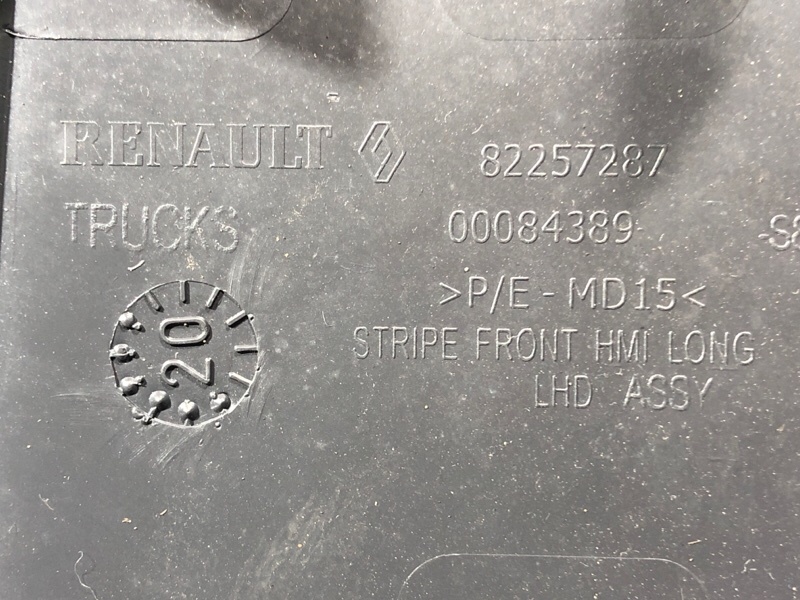 RENAULT
TRUCKS
82257287
00084389
>P/E - MD15<
STRIPE FRONT HMI LONG
LHD ASSY
20